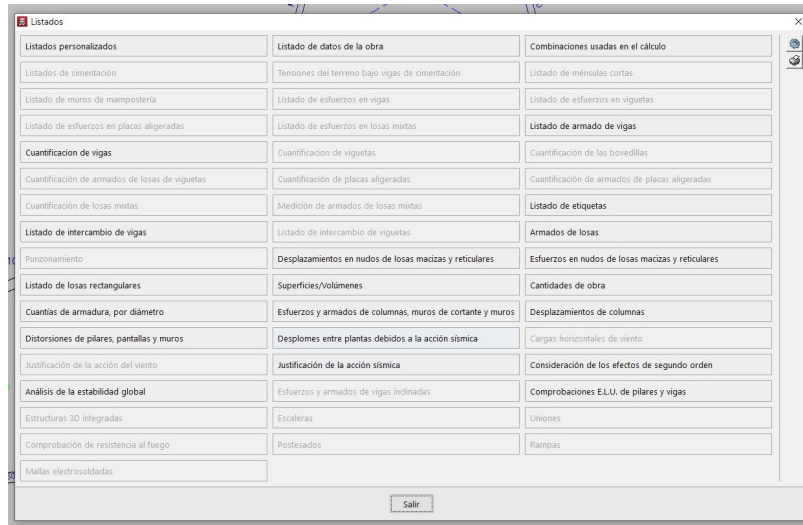 Listados
Listados personalizados
Listado de datos de la obra
Combinaciones usadas en el cálculo
Listados de cimentación
Tensiones del terreno bajo vigas de cimentación
Listado de ménsulas cortas
Listado de muros de mampostería
Listado de esfuerzos en vigas
Listado de esfuerzos en viguetas
Listado de esfuerzos en placas aligeradas
Listado de esfuerzos en losas mixtas
Listado de armado de vigas
Cuantificacion de vigas
Cuantificacion de viguetas
Cuantificación de las bovedillas
Cuantificación de armados de losas de viguetas
Cuantificación de placas aligeradas
Cuantificación de armados de placas aligeradas
Cuantificación de losas mixtas
Medición de armados de losas mixtas
Listado de etiquetas
Listado de intercambio de vigas
Listado de intercambio de viguetas
Armados de losas
Punzonamiento
Desplazamientos en nudos de losas macizas y reticulares
Esfuerzos en nudos de losas macizas y reticulares
Listado de losas rectangulares
Superficies/Volúmenes
Cantidades de obra
Cuantías de armadura, por diámetro
Esfuerzos y armados de columnas, muros de cortante y muros
Desplazamientos de columnas
Distorsiones de pilares, pantallas y muros
Desplomes entre plantas debidos a la acción sísmica
Cargas horizontales de viento
Justificación de la acción del viento
Justificación de la acción sísmica
Consideración de los efectos de segundo orden
Análisis de la estabilidad global
Esfuerzos y armados de vigas inclinadas
Comprobaciones E.L.U. de pilares y vigas
Estructuras 3D integradas
Escaleras
Uniones
Comprobación de resistencia al fuego
Postesados
Rampas
Mallas electrosoldadas
Salir